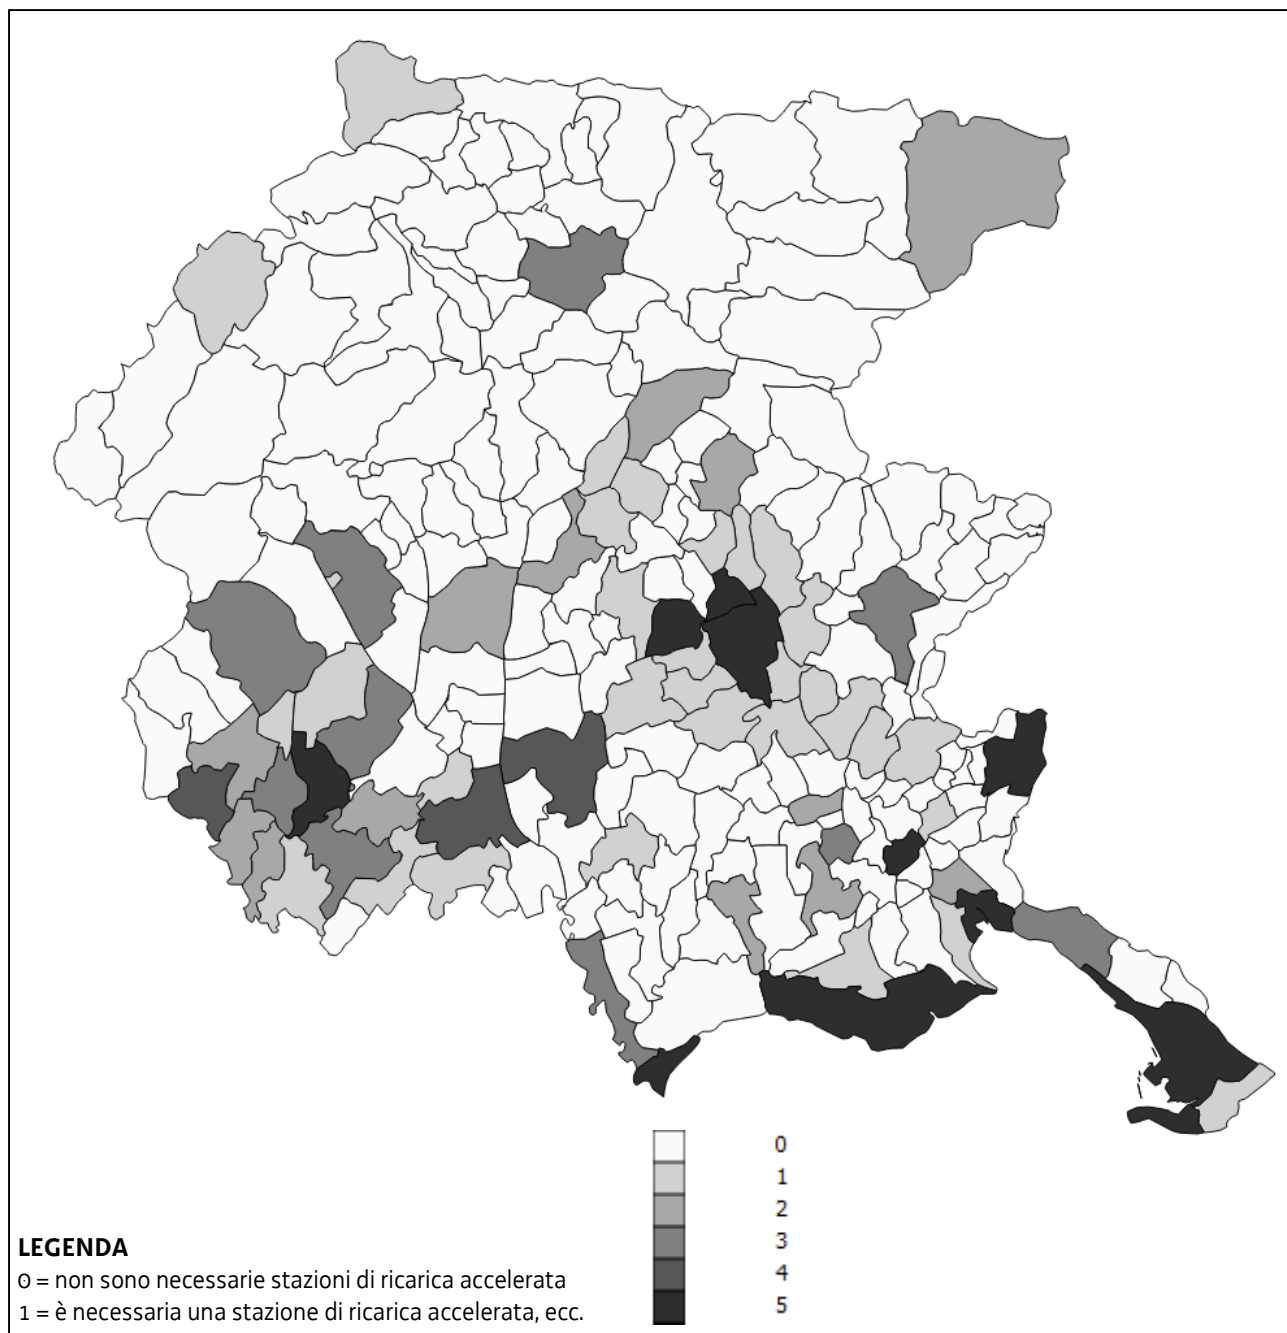 0
1
2
3
4
5
LEGENDA
0 = non sono necessarie stazioni di ricarica accelerata
1 = è necessaria una stazione di ricarica accelerata, ecc.